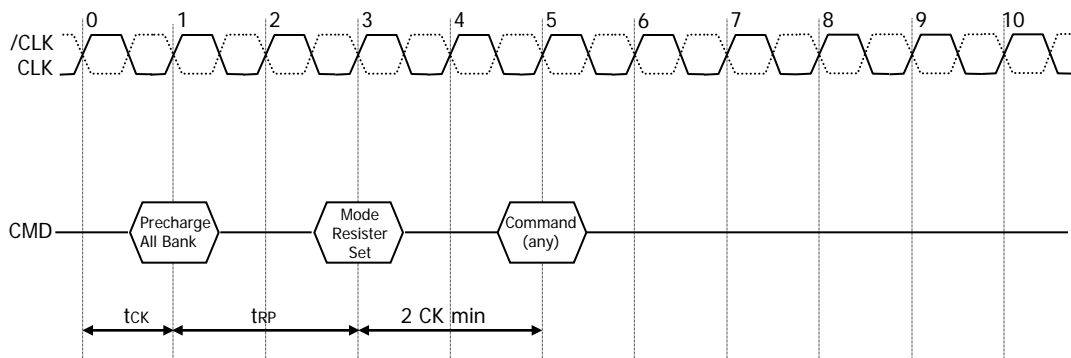 0 1 2 3 4 5 6 7 8 9 10
/CLK
CLK
CMD
Precharge
All Bank
Mode
Resister
Set
Command
(any)
tCK
tRP
2 CK min